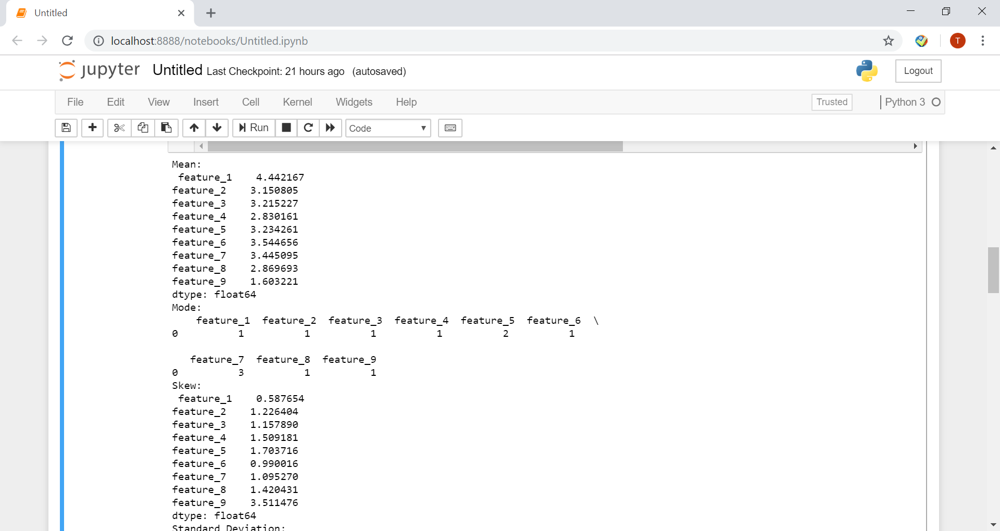 Untitled
localhost:8888/notebooks/Untitled.ipynb
T
jupyter Untitled Last Checkpoint: 21 hours ago (autosaved)
Logout
File Edit View Insert Cell Kernel Widgets Help Trusted Python 3
Run Code
Mean:
 feature_1    4.442167
feature_2    3.150805
feature_3    3.215227
feature_4    2.830161
feature_5    3.234261
feature_6    3.544656
feature_7    3.445095
feature_8    2.869693
feature_9    1.603221
dtype: float64
Mode:
    feature_1  feature_2  feature_3  feature_4  feature_5  feature_6  \
0          1          1          1          1          2          1
   feature_7  feature_8  feature_9
0          3          1          1
Skew:
 feature_1    0.587654
feature_2    1.226404
feature_3    1.157890
feature_4    1.509181
feature_5    1.703716
feature_6    0.990016
feature_7    1.095270
feature_8    1.420431
feature_9    3.511476
dtype: float64
Standard Deviation: